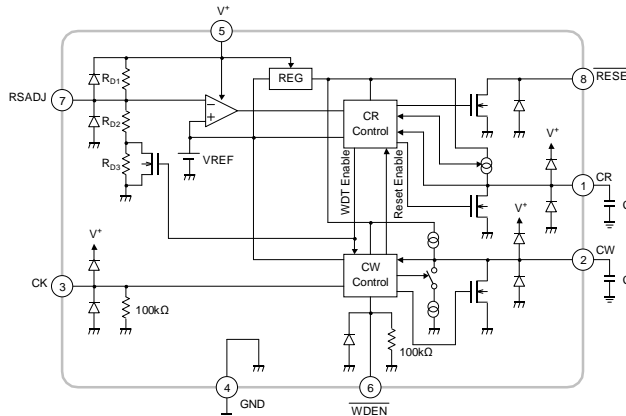 V+
5
REG
8
RESE
RD1
RSADJ
7
RD2
RD3
VREF
CR
Control
WDT Enable
Reset Enable
V+
1
CR
C
V+
CW
2
C
V+
CK
3
100kΩ
CW
Control
100kΩ
4
GND
6
WDEN